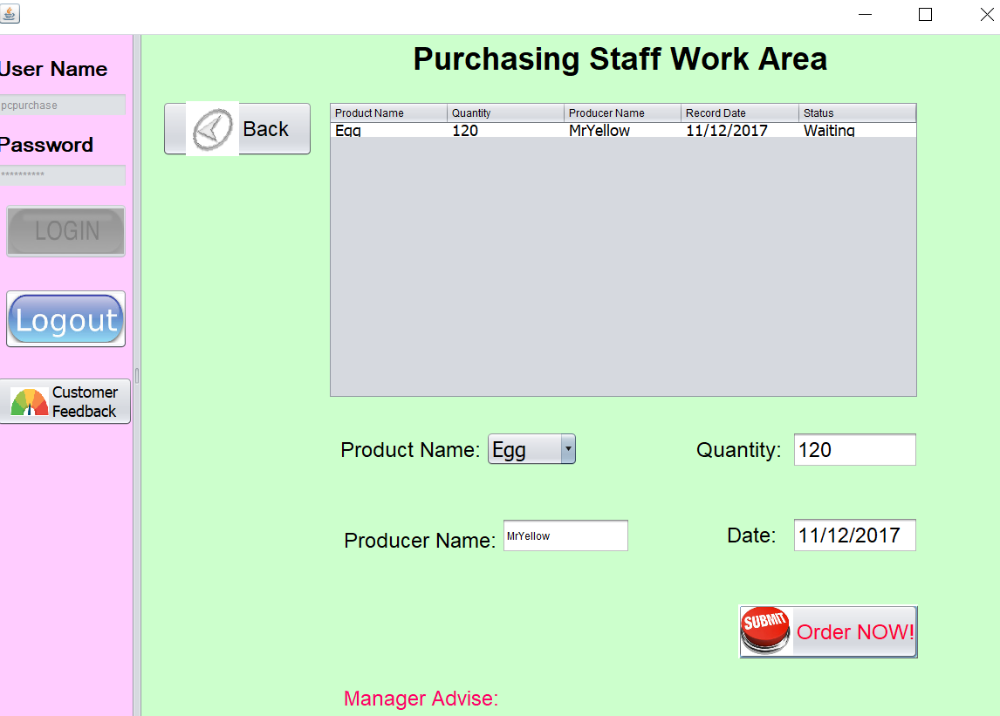 Purchasing Staff Work Area
User Name
pcpurchase
Password
**********
LOGIN
Logout
Customer
Feedback
Back
Product Name Quantity Producer Name Record Date Status
Egg 120 MrYellow 11/12/2017 Waiting
Product Name: Egg Quantity: 120
Producer Name: MrYellow Date: 11/12/2017
SUBMIT Order NOW!
Manager Advise: